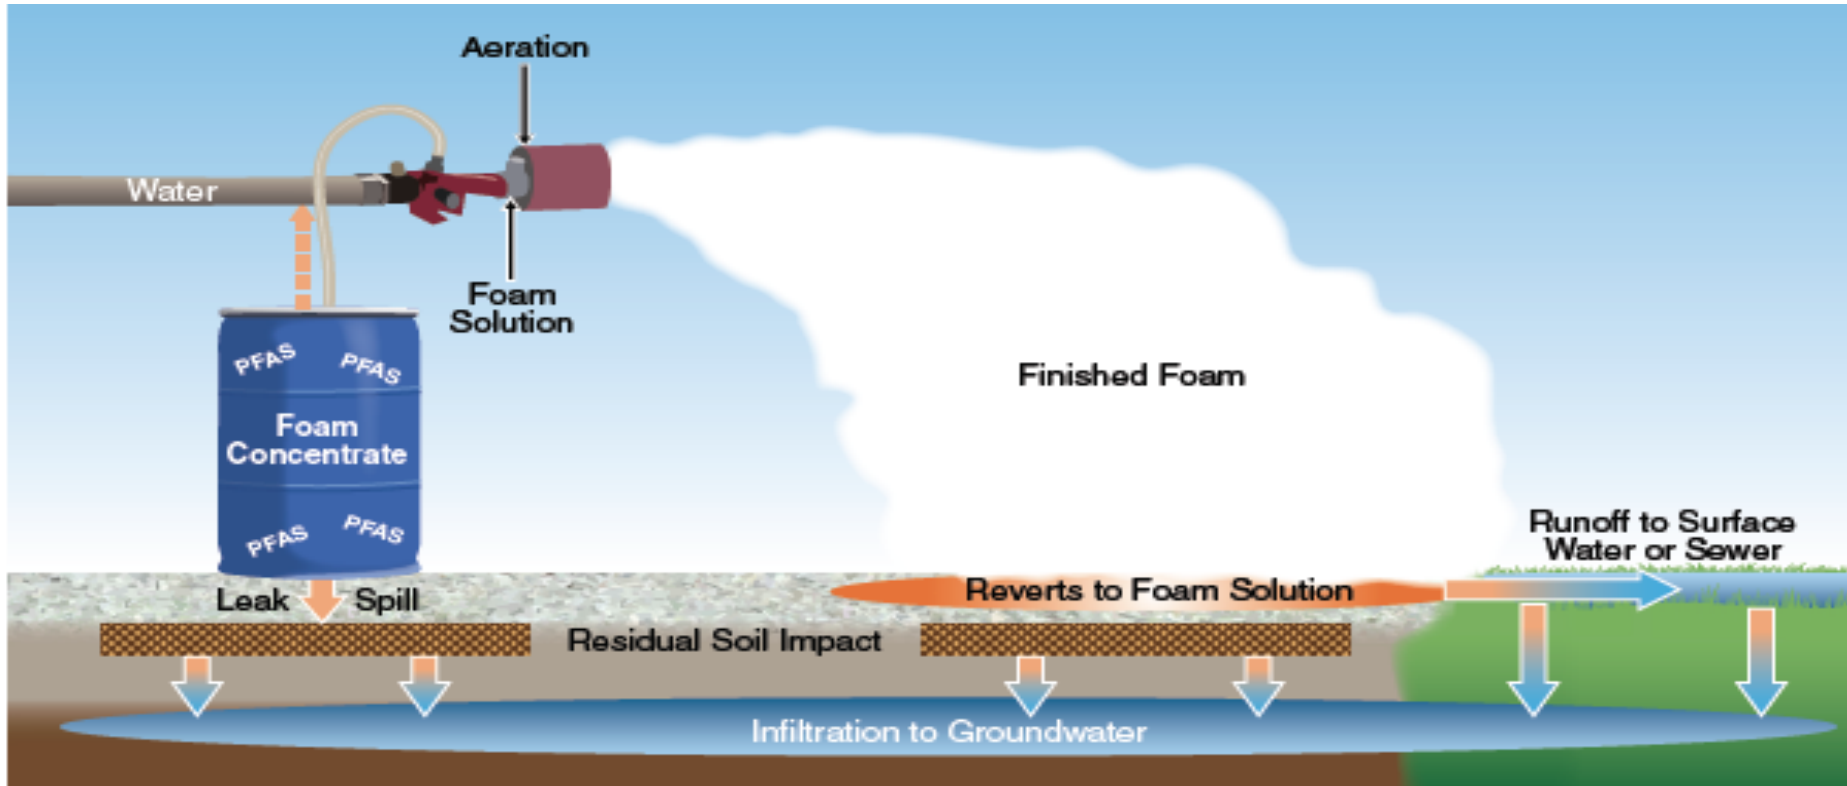 Aeration
Water
Foam
Solution
PFAS PFAS
Foam
Concentrate
PFAS PFAS
Finished Foam
Runoff to Surface
Water or Sewer
Leak Spill
Reverts to Foam Solution
Residual Soil Impact
Infiltration to Groundwater